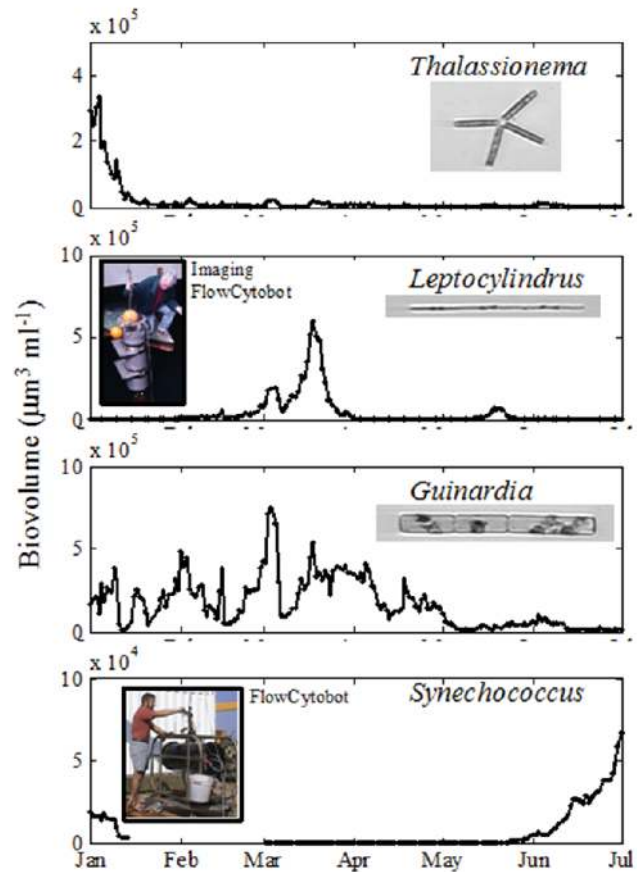 x 10⁵
4
2
0
Thalassionema
x 10⁵
10
5
0
Imaging
FlowCytobot
Leptocylindrus
x 10⁵
10
5
0
Guinardia
x 10⁴
10
5
0
FlowCytobot
Synechococcus
Jan Feb Mar Apr May Jun Jul
Biovolume (μm³ ml⁻¹)